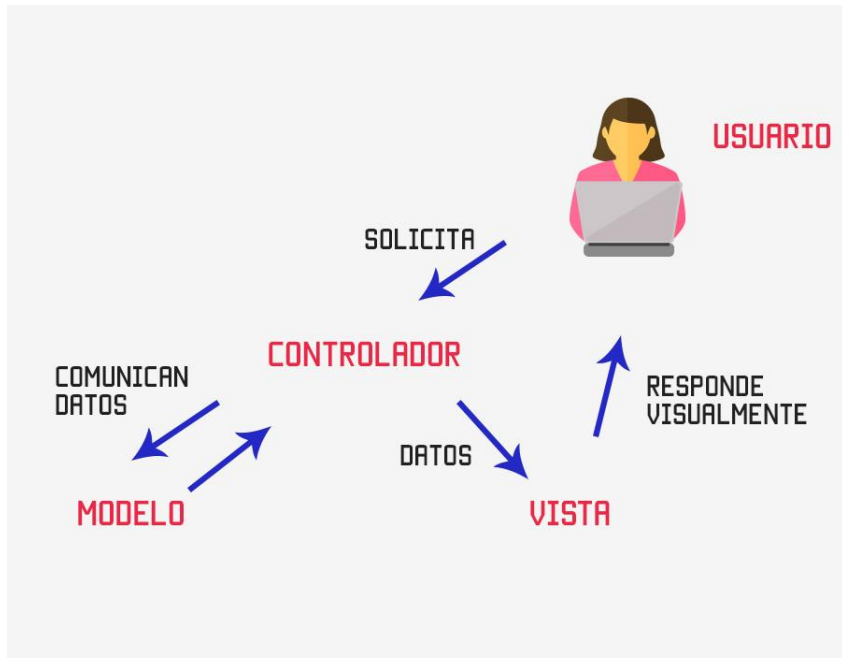 USUARIO
SOLICITA
CONTROLADOR
COMUNICAN
DATOS
RESPONDE
VISUALMENTE
DATOS
MODELO
VISTA